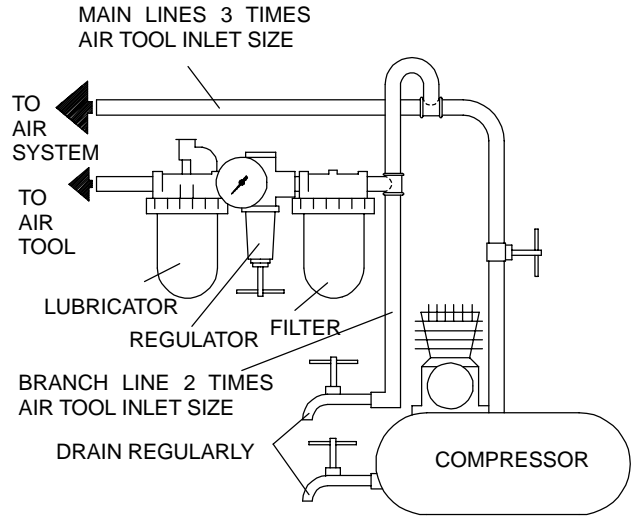 MAIN LINES 3 TIMES
AIR TOOL INLET SIZE
TO
AIR
SYSTEM
TO
AIR
TOOL
LUBRICATOR
REGULATOR
FILTER
BRANCH LINE 2 TIMES
AIR TOOL INLET SIZE
DRAIN REGULARLY
COMPRESSOR